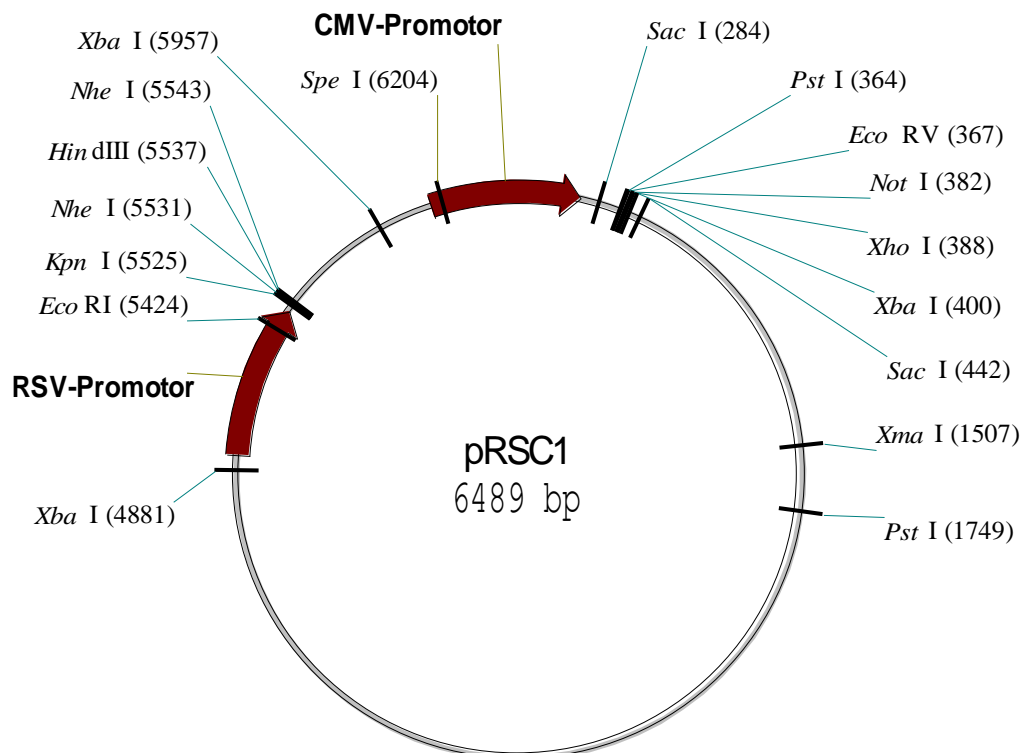 CMV-Promotor
Xba I (5957)
Spe I (6204)
Sac I (284)
Nhe I (5543)
Pst I (364)
Hin dIII (5537)
Eco RV (367)
Nhe I (5531)
Not I (382)
Kpn I (5525)
Xho I (388)
Eco RI (5424)
Xba I (400)
RSV-Promotor
Sac I (442)
Xma I (1507)
pRSC1
6489 bp
Xba I (4881)
Pst I (1749)